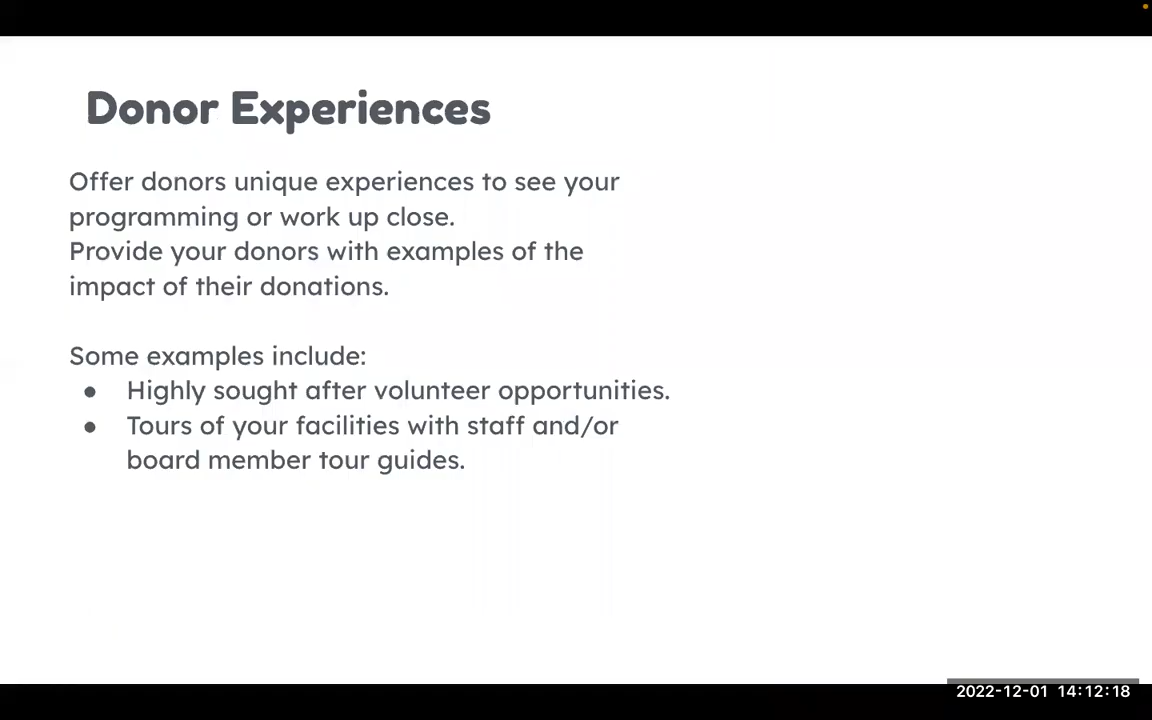 Donor Experiences
Offer donors unique experiences to see your
programming or work up close.
Provide your donors with examples of the
impact of their donations.
Some examples include:
● Highly sought after volunteer opportunities.
● Tours of your facilities with staff and/or
board member tour guides.
2022-12-01 14:12:18